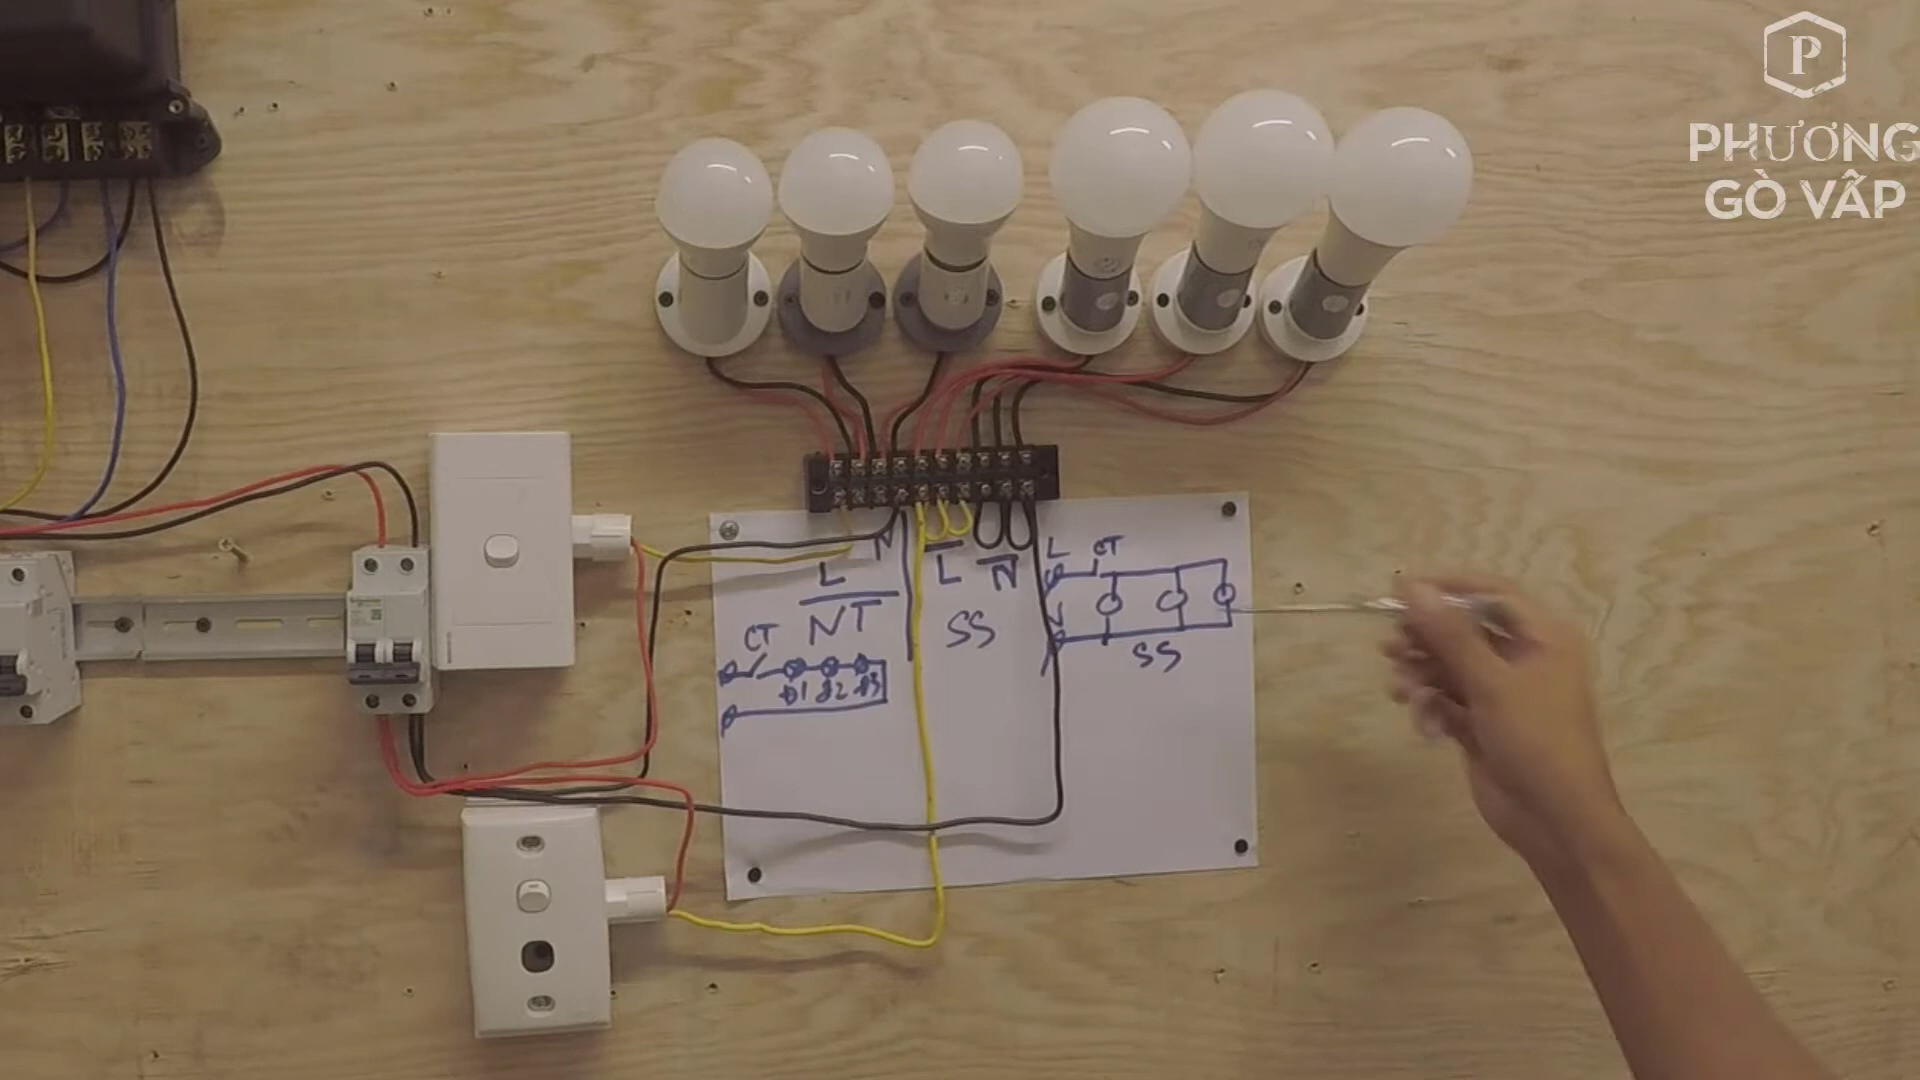 P
PHƯƠNG
GÒ VẤP
L N
NT
L N
SS
CT
Đ1 Đ2 Đ3
L CT
N
SS